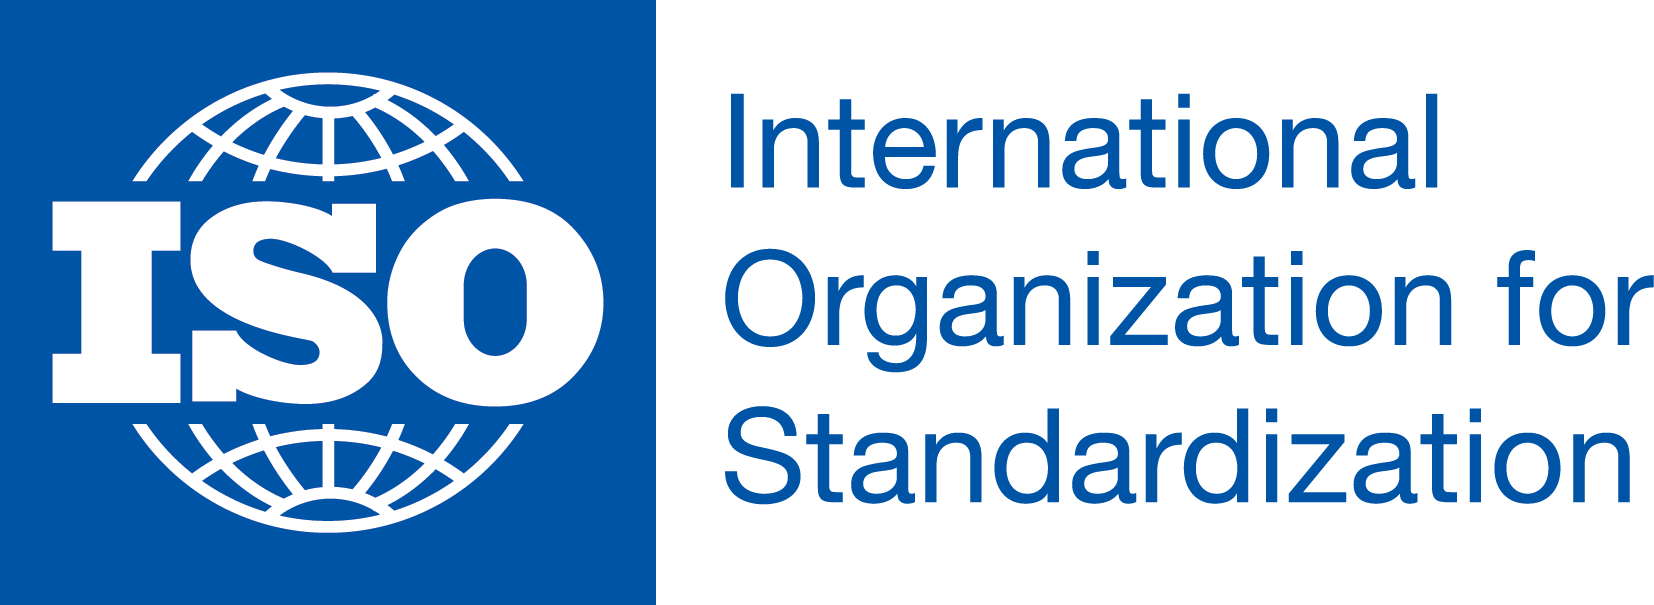 ISO
International
Organization for
Standardization